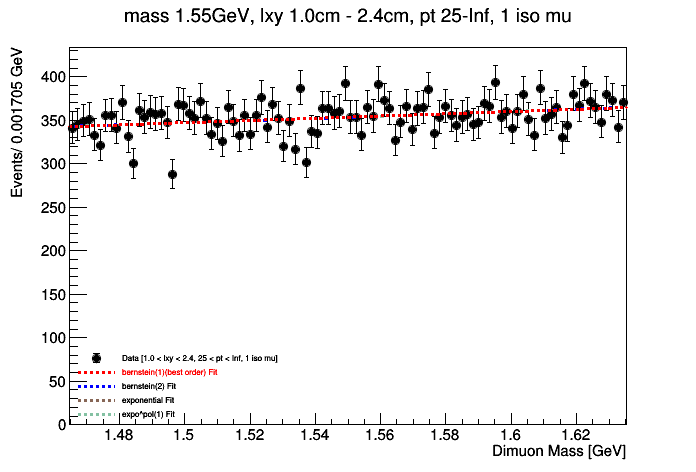 mass 1.55GeV, lxy 1.0cm - 2.4cm, pt 25-Inf, 1 iso mu
Events/ 0.001705 GeV
400
350
300
250
200
150
100
50
0
Data [1.0 < lxy < 2.4, 25 < pt < Inf, 1 iso mu]
bernstein(1)(best order) Fit
bernstein(2) Fit
exponential Fit
expo*pol(1) Fit
1.48 1.5 1.52 1.54 1.56 1.58 1.6 1.62
Dimuon Mass [GeV]